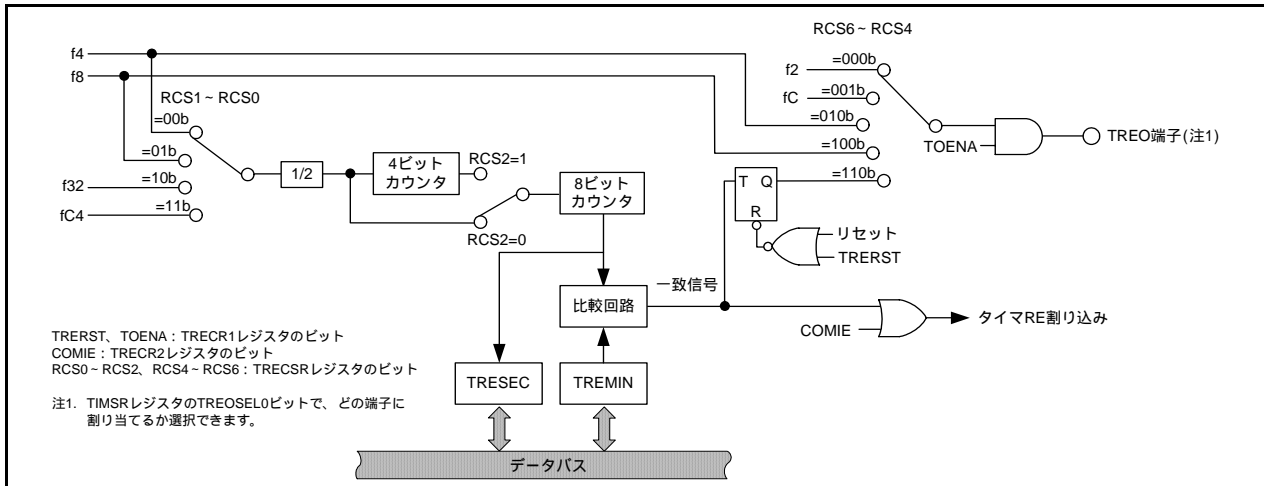 RCS6～RCS4
f4
f8
f2
=000b
fC
=001b
=010b
=100b
=110b
TOENA
TREO端子(注1)
RCS1～RCS0
=00b
=01b
f32
=10b
fC4
=11b
1/2
4ビット
カウンタ
RCS2=1
RCS2=0
8ビット
カウンタ
T Q
R
リセット
TRERST
一致信号
比較回路
COMIE
タイマRE割り込み
TRESEC
TREMIN
データバス
TRERST、TOENA：TRECR1レジスタのビット
COMIE：TRECR2レジスタのビット
RCS0～RCS2、RCS4～RCS6：TRECSRレジスタのビット
注1. TIMSRレジスタのTREOSEL0ビットで、どの端子に
割り当てるか選択できます。